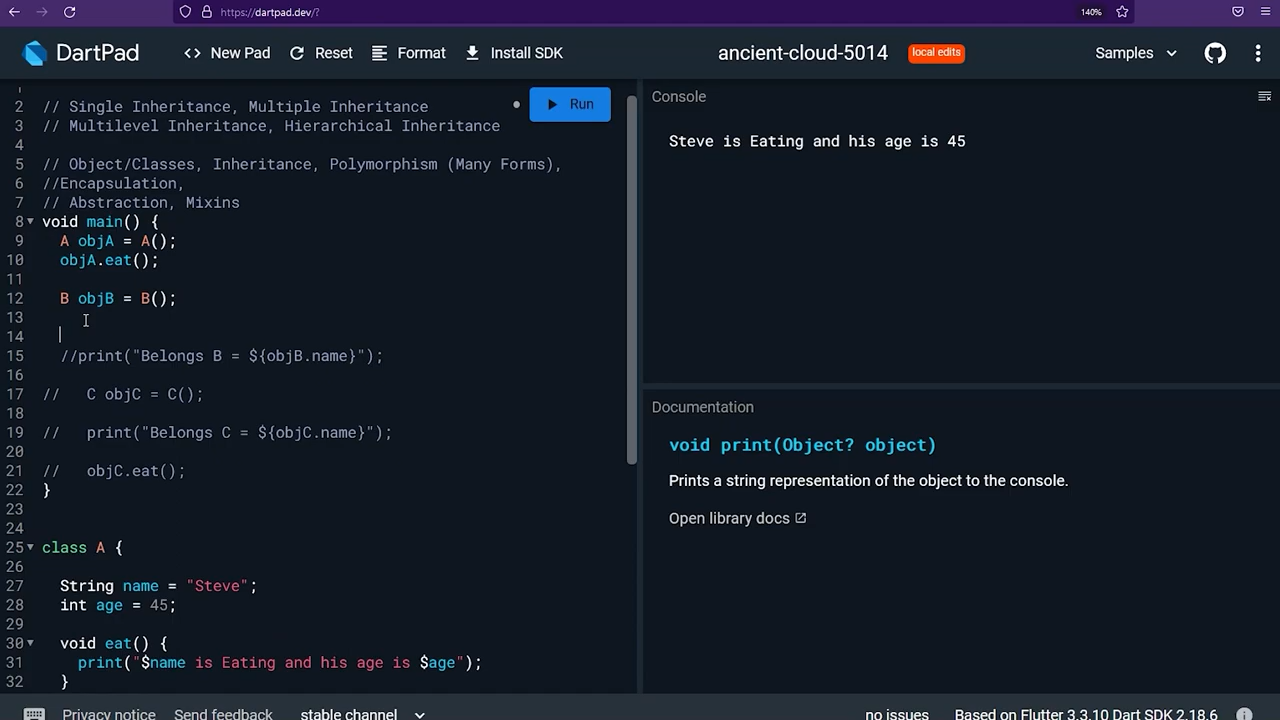 https://dartpad.dev/?
140%
DartPad
New Pad
Reset
Format
Install SDK
ancient-cloud-5014
local edits
Samples
Run
1
2 // Single Inheritance, Multiple Inheritance
3 // Multilevel Inheritance, Hierarchical Inheritance
4
5 // Object/Classes, Inheritance, Polymorphism (Many Forms),
6 //Encapsulation,
7 // Abstraction, Mixins
8 void main() {
9 A objA = A();
10 objA.eat();
11
12 B objB = B();
13
14
15 //print("Belongs B = ${objB.name}");
16
17 // C objC = C();
18
19 // print("Belongs C = ${objC.name}");
20
21 // objC.eat();
22 }
23
24
25 class A {
26
27 String name = "Steve";
28 int age = 45;
29
30 void eat() {
31 print("$name is Eating and his age is $age");
32 }
Console
Steve is Eating and his age is 45
Documentation
void print(Object? object)
Prints a string representation of the object to the console.
Open library docs
Privacy notice
Send feedback
stable channel
no issues
Based on Flutter 3.3.10 Dart SDK 2.18.6